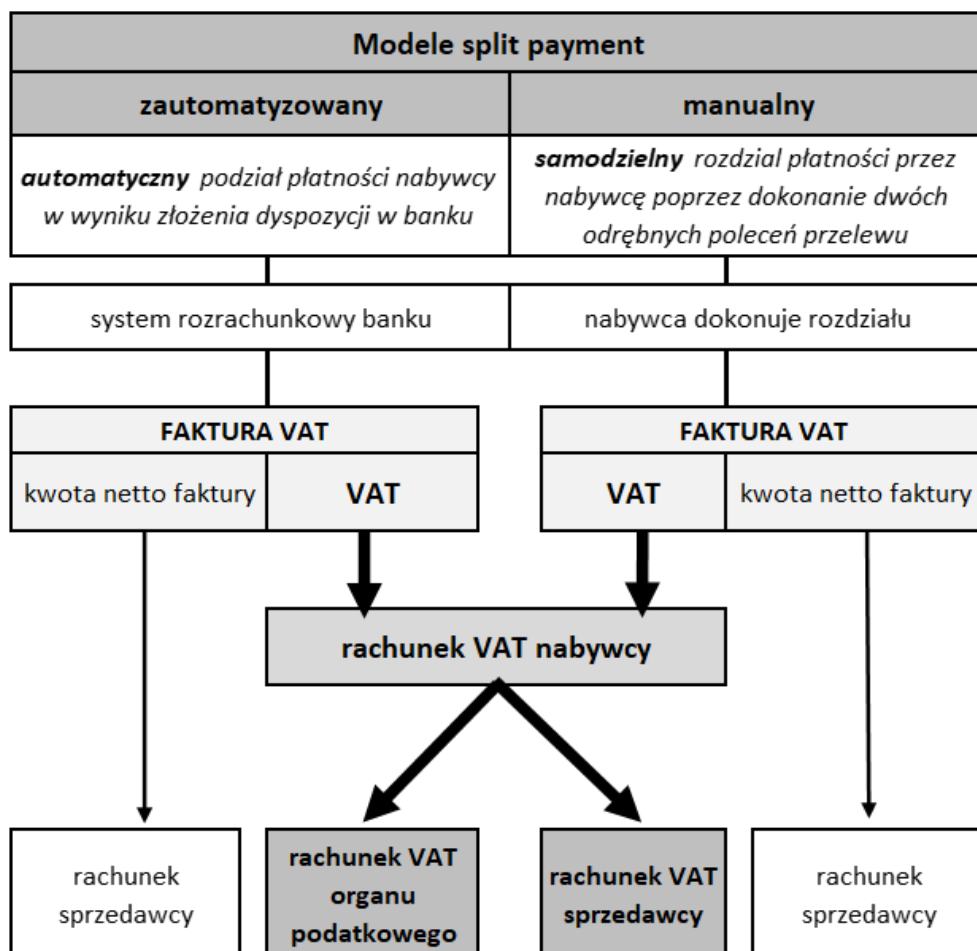 Modele split payment
zautomatyzowany
manualny
automatyczny podział płatności nabywcy
w wyniku złożenia dyspozycji w banku
samodzielny rozdzial płatności przez
nabywcę poprzez dokonanie dwóch
odrębnych poleceń przelewu
system rozrachunkowy banku
nabywca dokonuje rozdziału
FAKTURA VAT
kwota netto faktury
VAT
FAKTURA VAT
VAT
kwota netto faktury
rachunek VAT nabywcy
rachunek
sprzedawcy
rachunek VAT
organu
podatkowego
rachunek VAT
sprzedawcy
rachunek
sprzedawcy